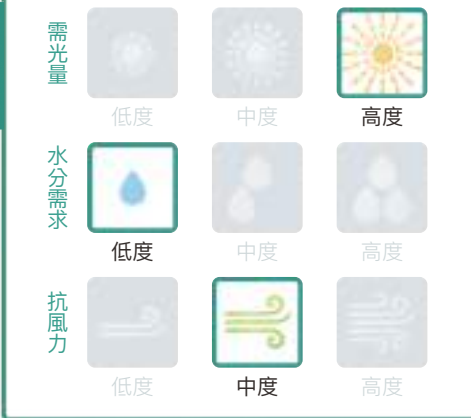 需光量
低度 中度 高度
水分需求
低度 中度 高度
抗風力
低度 中度 高度